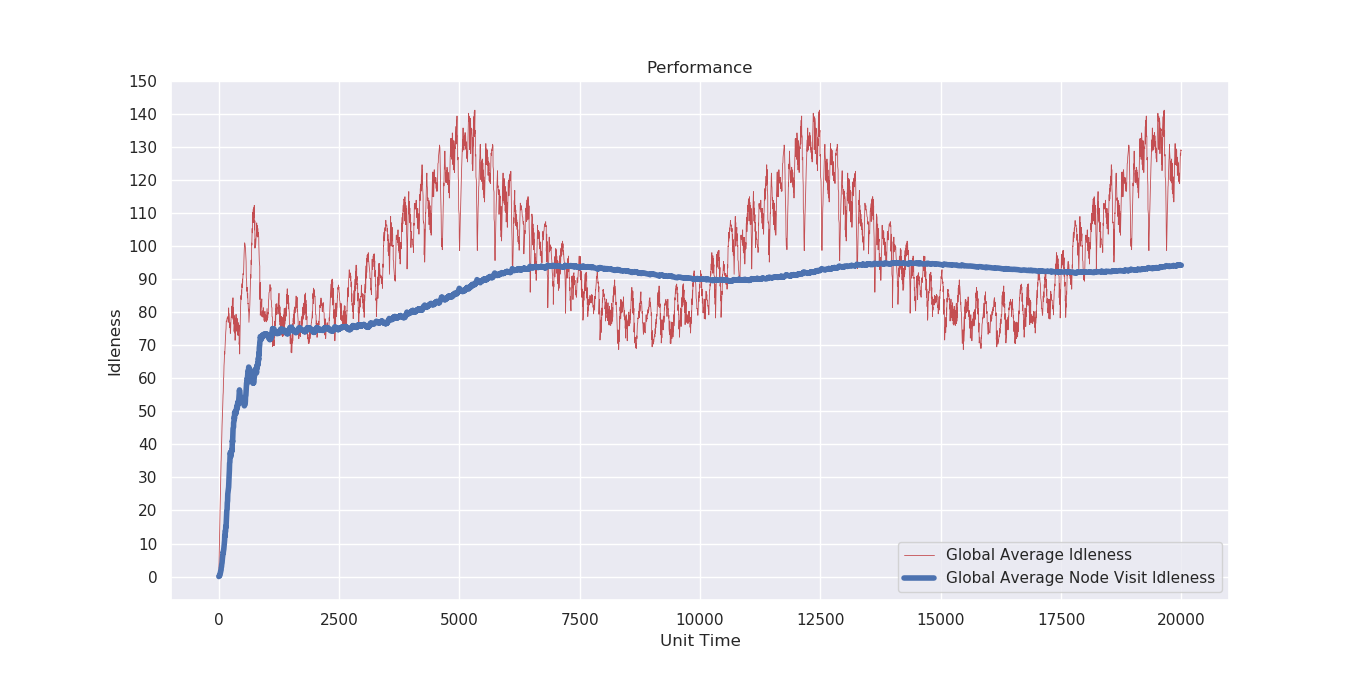 Performance
150
140
130
120
110
100
90
80
70
60
50
40
30
20
10
0
Idleness
Global Average Idleness
Global Average Node Visit Idleness
0 2500 5000 7500 10000 12500 15000 17500 20000
Unit Time